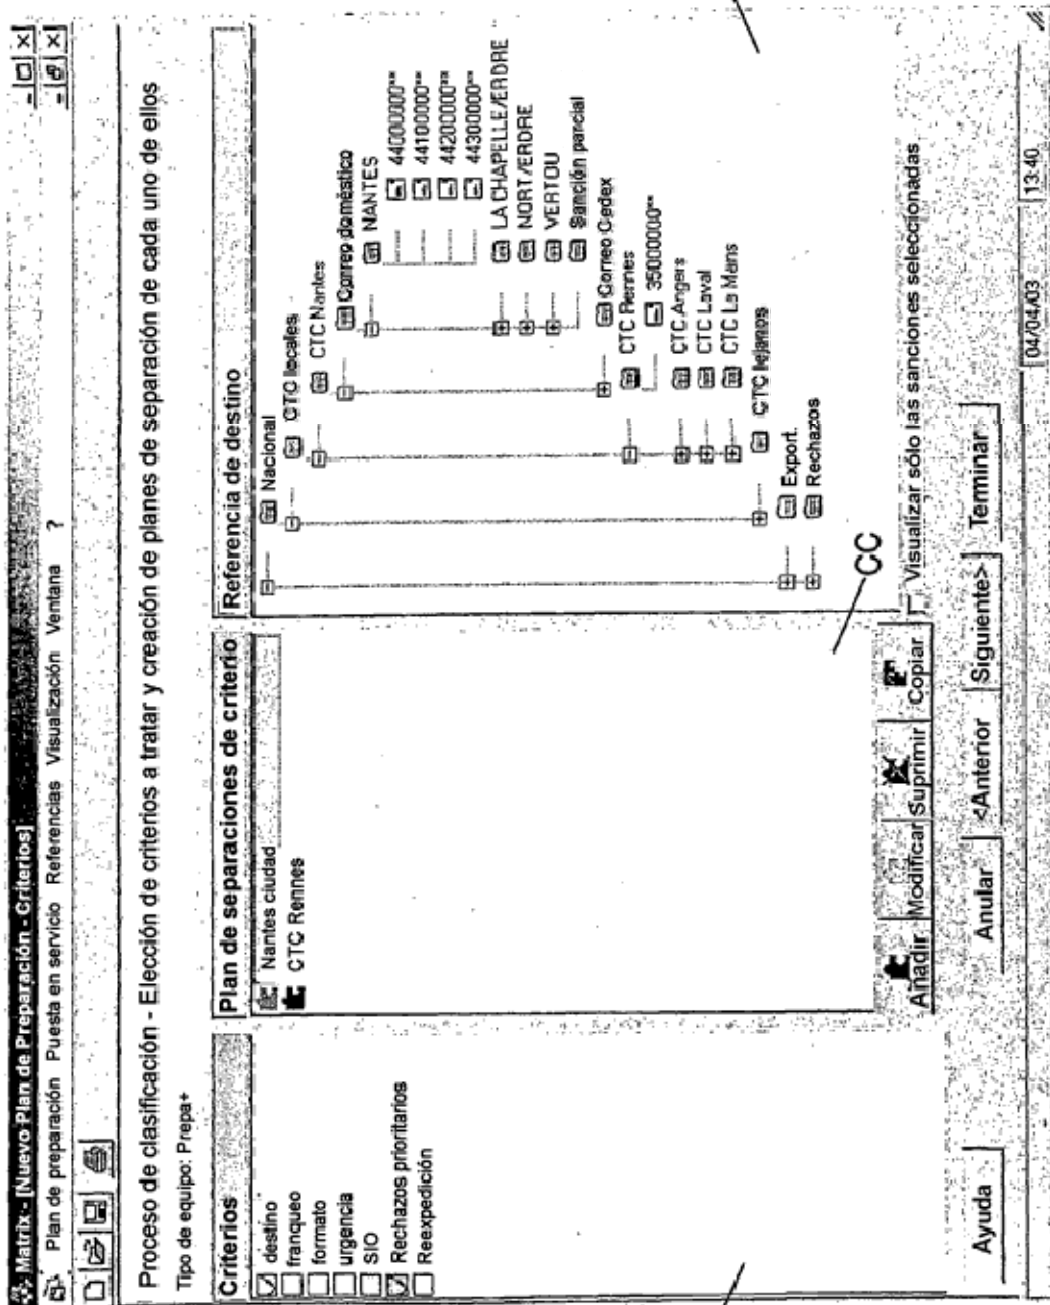 Matrix - [Nuevo Plan de Preparación - Criterios]
Plan de preparación Puesta en servicio Referencias Visualización Ventana ?
Proceso de clasificación - Elección de criterios a tratar y creación de planes de separación de cada uno de ellos
Tipo de equipo: Prepa+
Criterios
destino
franqueo
formato
urgencia
SIO
Rechazos prioritarios
Reexpedición
Plan de separaciones de criterio
Nantes ciudad
CTC Rennes
Añadir Modificar Suprimir Copiar
CC
Referencia de destino
Nacional
CTC locales
CTC Nantes
Correo doméstico
NANTES
44000000**
44100000**
44200000**
44300000**
LA CHAPELLE/ERDRE
NORT/ERDRE
VERTOU
Sanción parcial
Correo Cedex
CTC Rennes
35000000**
CTC Angers
CTC Laval
CTC Le Mans
CTC lejanos
Export.
Rechazos
Visualizar sólo las sanciones seleccionadas
Ayuda Anular <Anterior Siguiente> Terminar
04/04/03 13:40